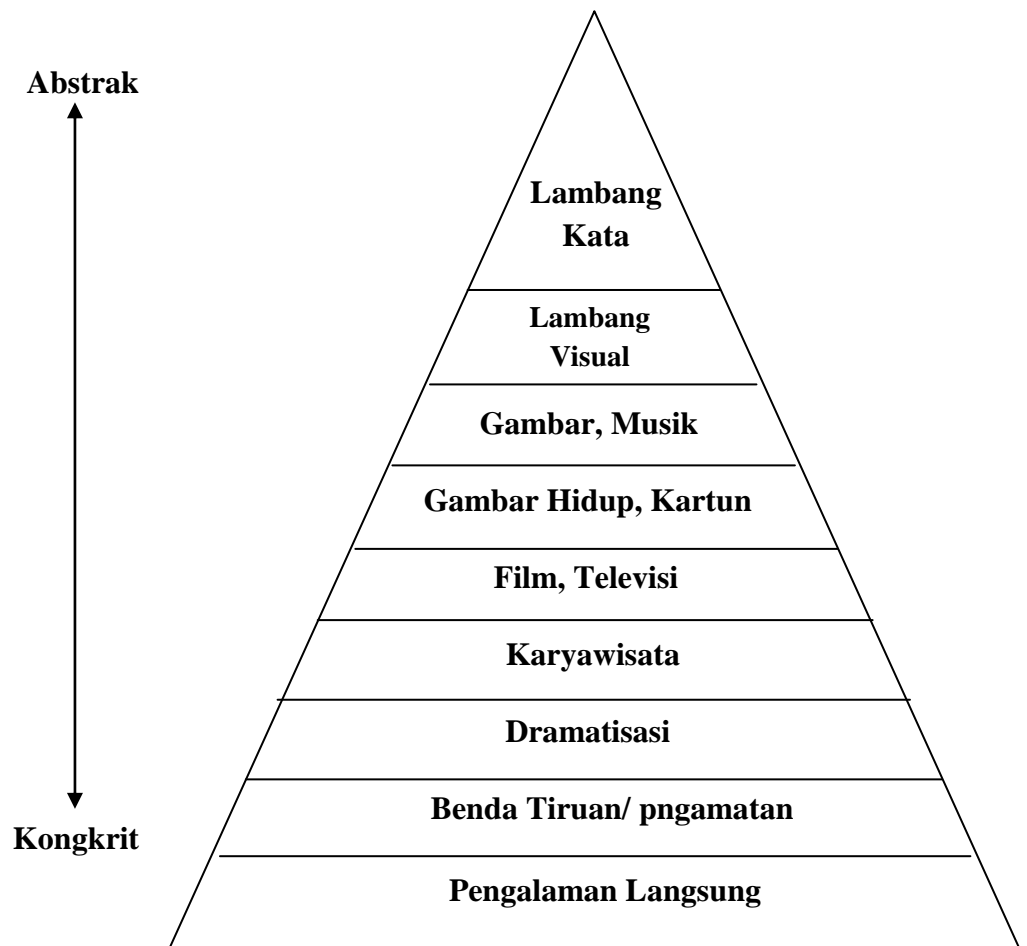 Abstrak
Lambang
Kata
Lambang
Visual
Gambar, Musik
Gambar Hidup, Kartun
Film, Televisi
Karyawisata
Dramatisasi
Benda Tiruan/ pngamatan
Kongkrit
Pengalaman Langsung